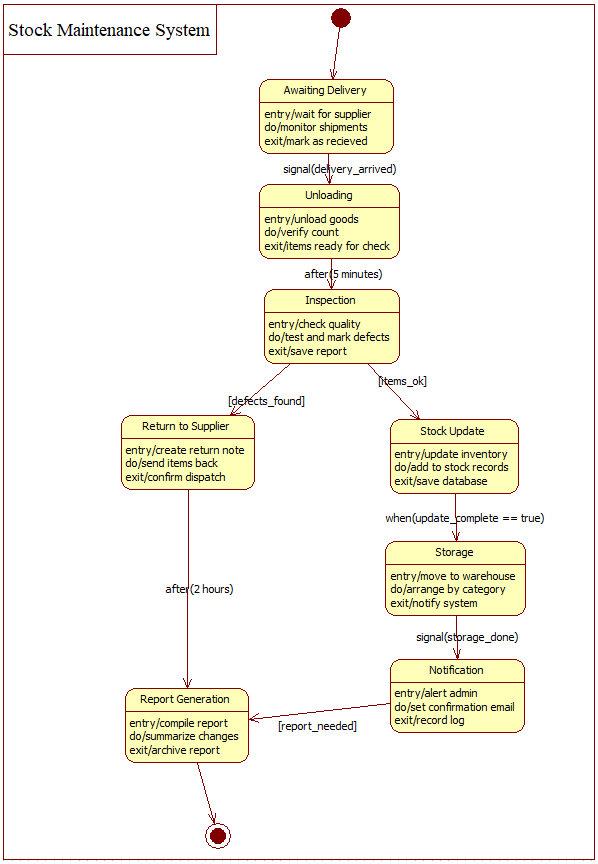 Stock Maintenance System
Awaiting Delivery
entry/wait for supplier
do/monitor shipments
exit/mark as recieved
signal(delivery_arrived)
Unloading
entry/unload goods
do/verify count
exit/items ready for check
after(5 minutes)
Inspection
entry/check quality
do/test and mark defects
exit/save report
[defects_found]
[items_ok]
Return to Supplier
entry/create return note
do/send items back
exit/confirm dispatch
Stock Update
entry/update inventory
do/add to stock records
exit/save database
when(update_complete == true)
Storage
entry/move to warehouse
do/arrange by category
exit/notify system
after(2 hours)
signal(storage_done)
Notification
entry/alert admin
do/set confirmation email
exit/record log
[report_needed]
Report Generation
entry/compile report
do/summarize changes
exit/archive report